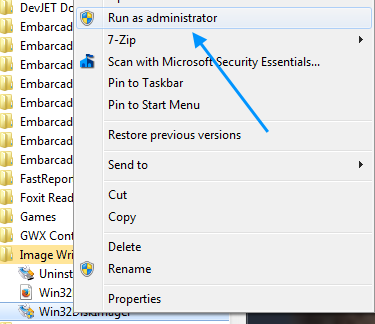 DevJET Do
Embarcad
Embarcad
Embarcad
Embarcad
Embarcad
Embarcad
Embarcad
FastRepor
Foxit Read
Games
GWX Cont
Image Wri
Uninst
Win32
Win32DiskImager
Run as administrator
7-Zip
Scan with Microsoft Security Essentials...
Pin to Taskbar
Pin to Start Menu
Restore previous versions
Send to
Cut
Copy
Delete
Rename
Properties